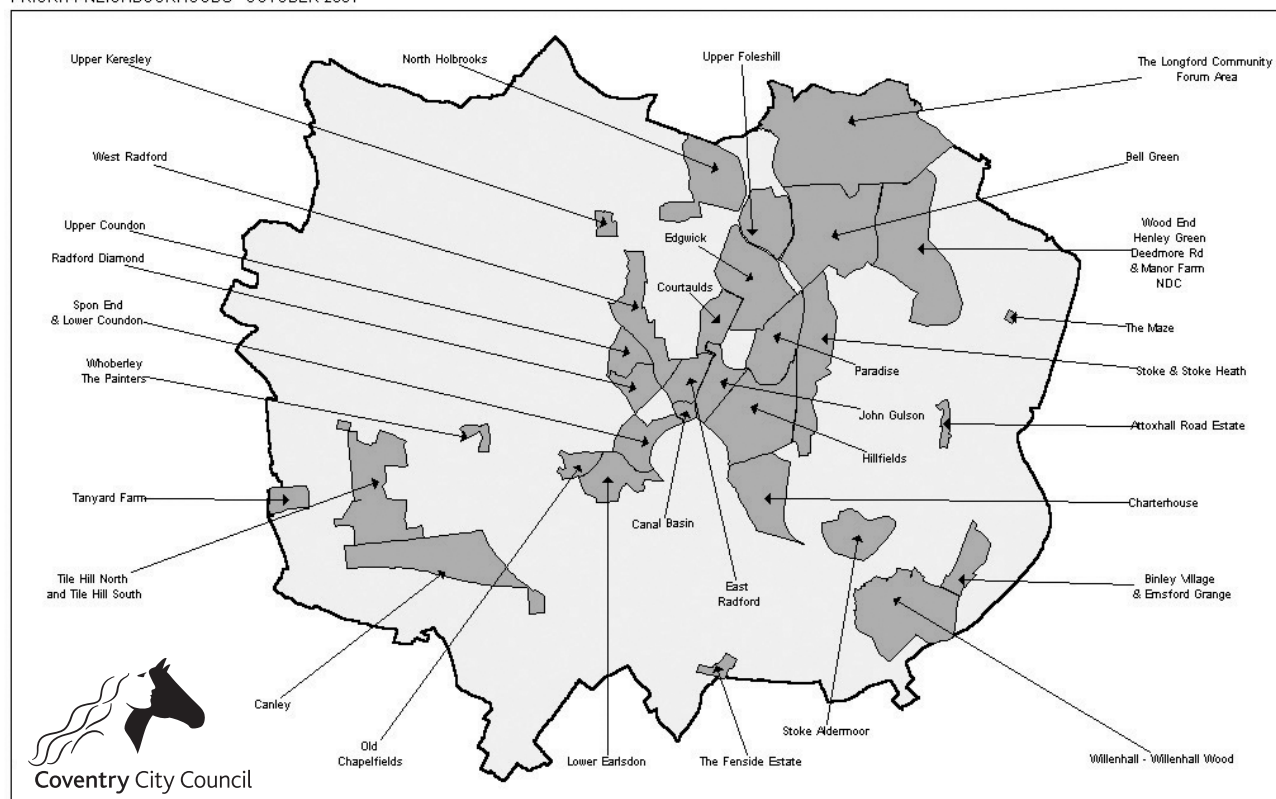 Upper Keresley
North Holbrooks
Upper Foleshill
The Longford Community
Forum Area
West Radford
Bell Green
Upper Coundon
Edgwick
Wood End
Henley Green
Deedmore Rd
& Manor Farm
NDC
Radford Diamond
Courtaulds
Spon End
& Lower Coundon
The Maze
Whoberley
The Painters
Paradise
Stoke & Stoke Heath
John Gulson
Attoxhall Road Estate
Hillfields
Tanyard Farm
Charterhouse
Canal Basin
Tile Hill North
and Tile Hill South
East
Radford
Binley Village
& Ernsford Grange
Canley
Old
Chapelfields
Lower Earlsdon
The Fenside Estate
Stoke Aldermoor
Willenhall - Willenhall Wood
Coventry City Council